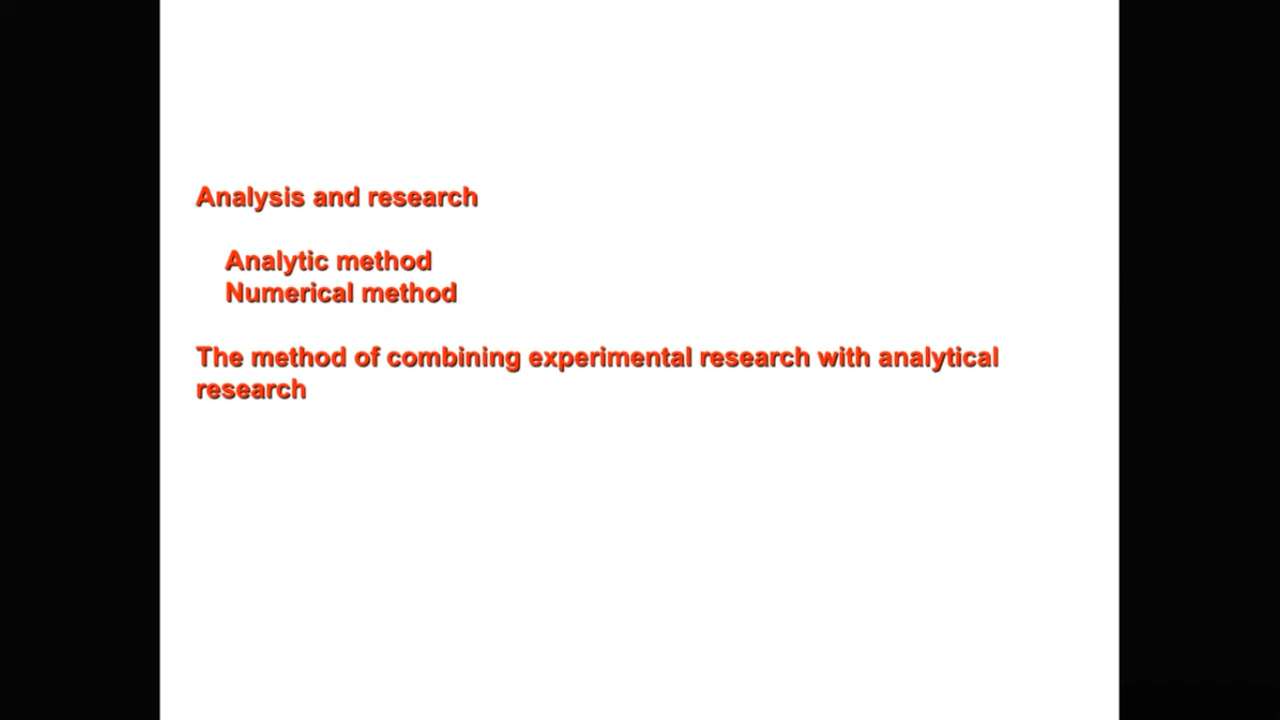 Analysis and research
Analytic method
Numerical method
The method of combining experimental research with analytical
research